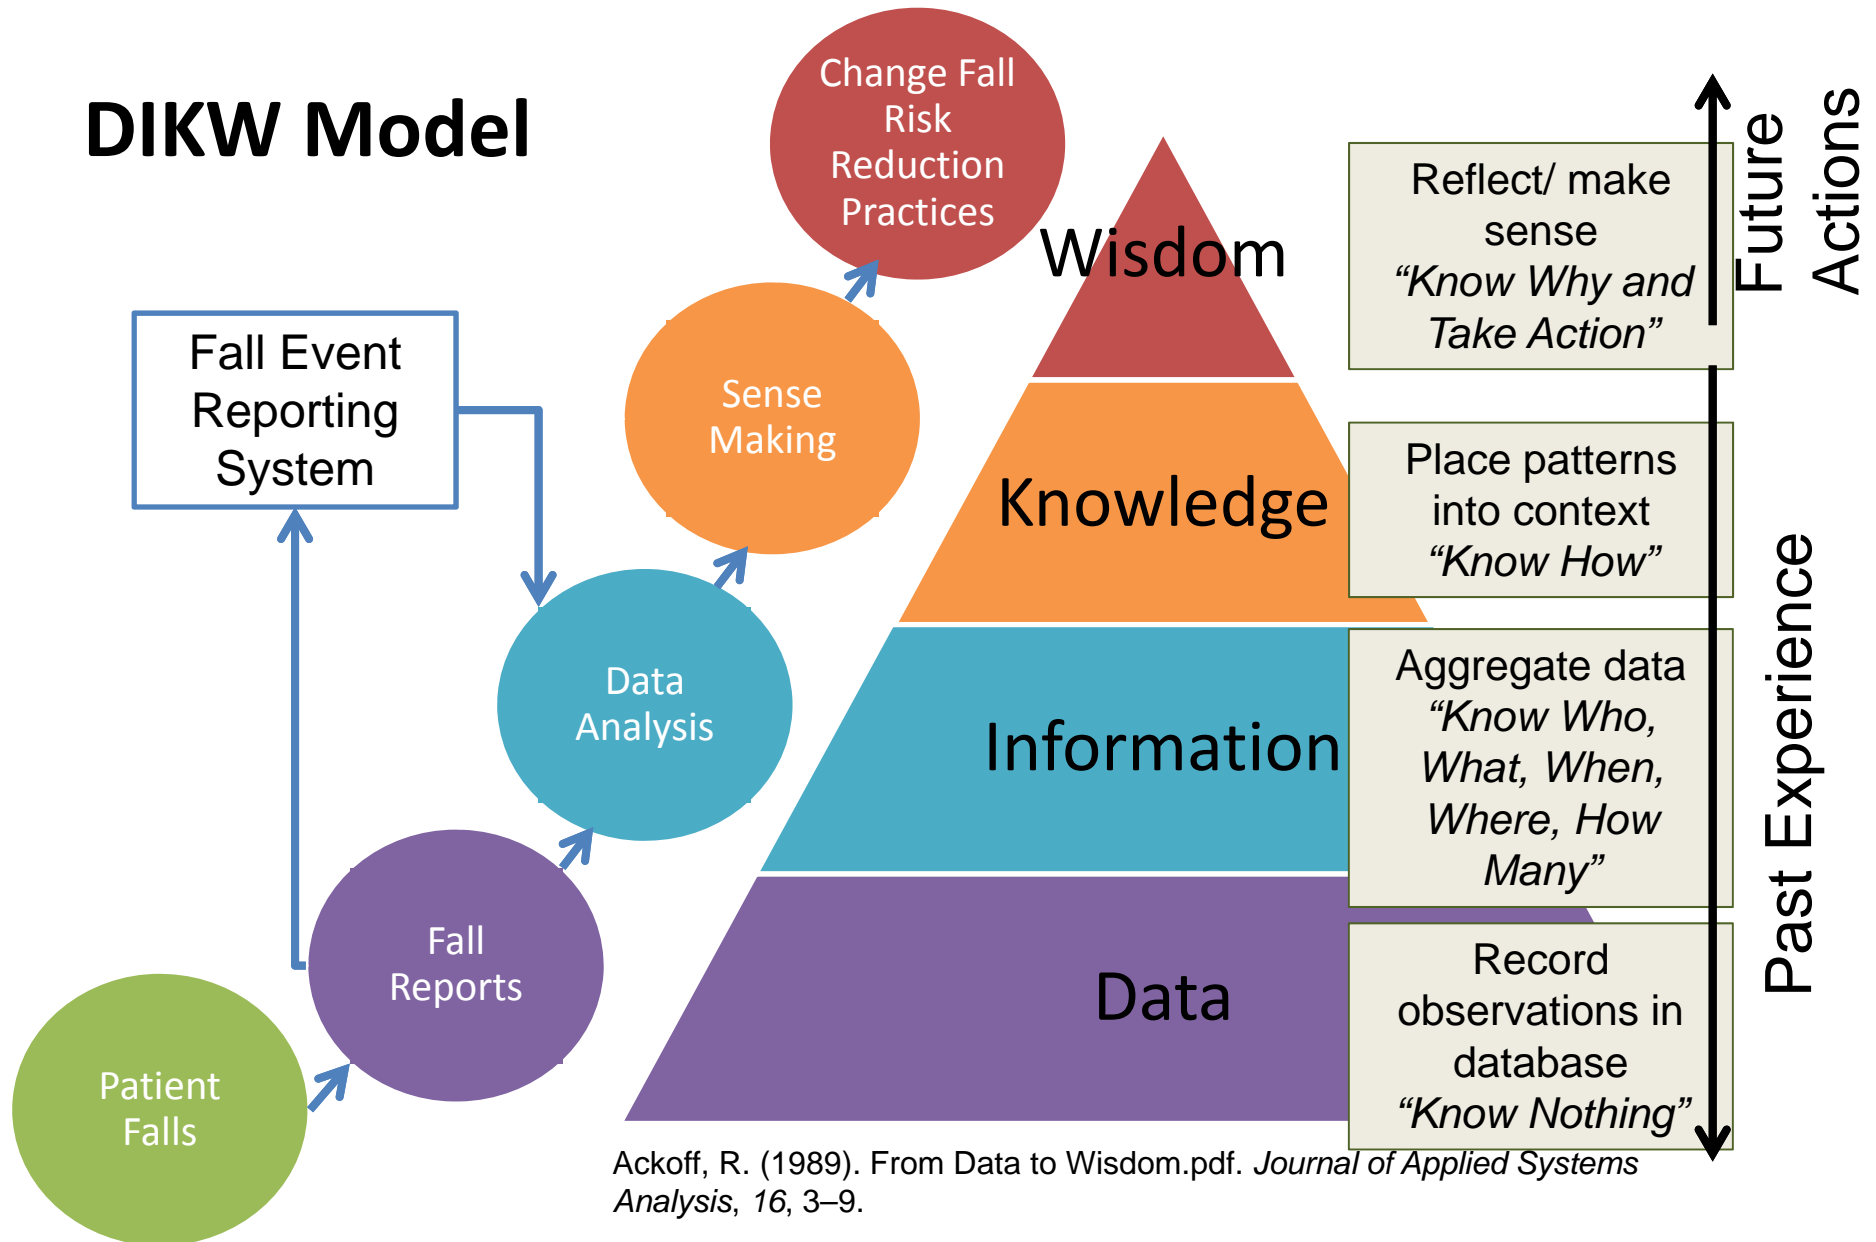 DIKW Model
Change Fall
Risk
Reduction
Practices
Sense
Making
Data
Analysis
Fall
Reports
Patient
Falls
Fall Event
Reporting
System
Wisdom
Knowledge
Information
Data
Reflect/ make
sense
“Know Why and
Take Action”
Place patterns
into context
“Know How”
Aggregate data
“Know Who,
What, When,
Where, How
Many”
Record
observations in
database
“Know Nothing”
Future
Actions
Past Experience
Ackoff, R. (1989). From Data to Wisdom.pdf. Journal of Applied Systems
Analysis, 16, 3–9.